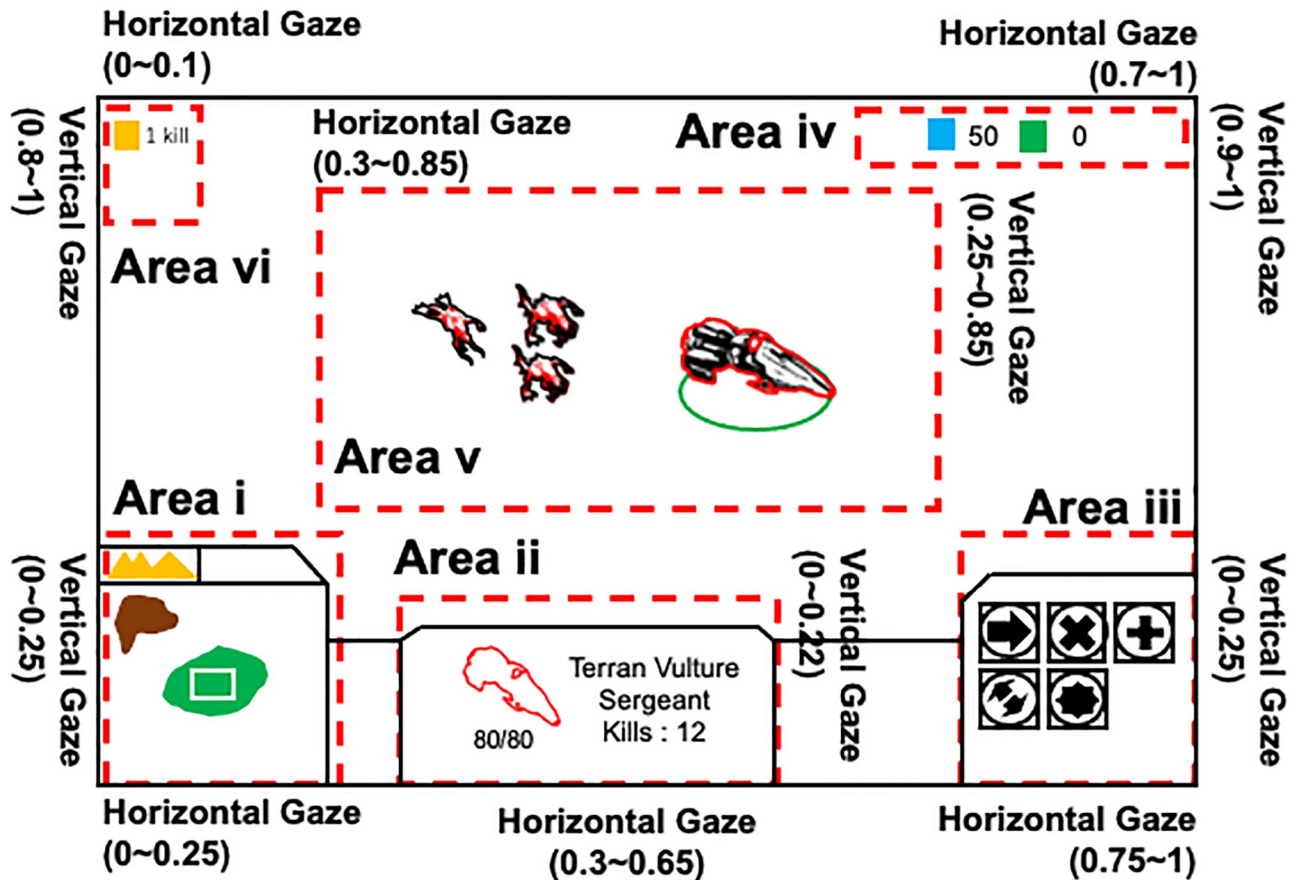 Horizontal Gaze
(0~0.1)
Horizontal Gaze
(0.7~1)
Vertical Gaze
(0.8~1)
1 kill
Horizontal Gaze
(0.3~0.85)
Area iv
50
0
Vertical Gaze
(0.9~1)
Area vi
Vertical Gaze
(0.25~0.85)
Area v
Area i
Area iii
Area ii
Vertical Gaze
(0~0.25)
Vertical Gaze
(0~0.22)
Vertical Gaze
(0~0.25)
Terran Vulture
Sergeant
Kills : 12
80/80
Horizontal Gaze
(0~0.25)
Horizontal Gaze
(0.3~0.65)
Horizontal Gaze
(0.75~1)